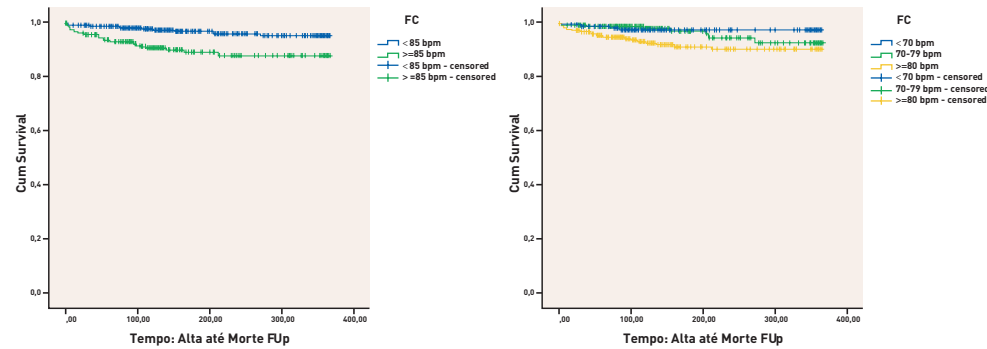 FC
<85 bpm
>=85 bpm
<85 bpm - censored
>=85 bpm - censored
Cum Survival
1,0
0,8
0,6
0,4
0,2
0,0
,00
100,00
200,00
300,00
400,00
Tempo: Alta até Morte FUp
FC
<70 bpm
70-79 bpm
>=80 bpm
<70 bpm - censored
70-79 bpm - censored
>=80 bpm - censored
Cum Survival
1,0
0,8
0,6
0,4
0,2
0,0
,00
100,00
200,00
300,00
400,00
Tempo: Alta até Morte FUp